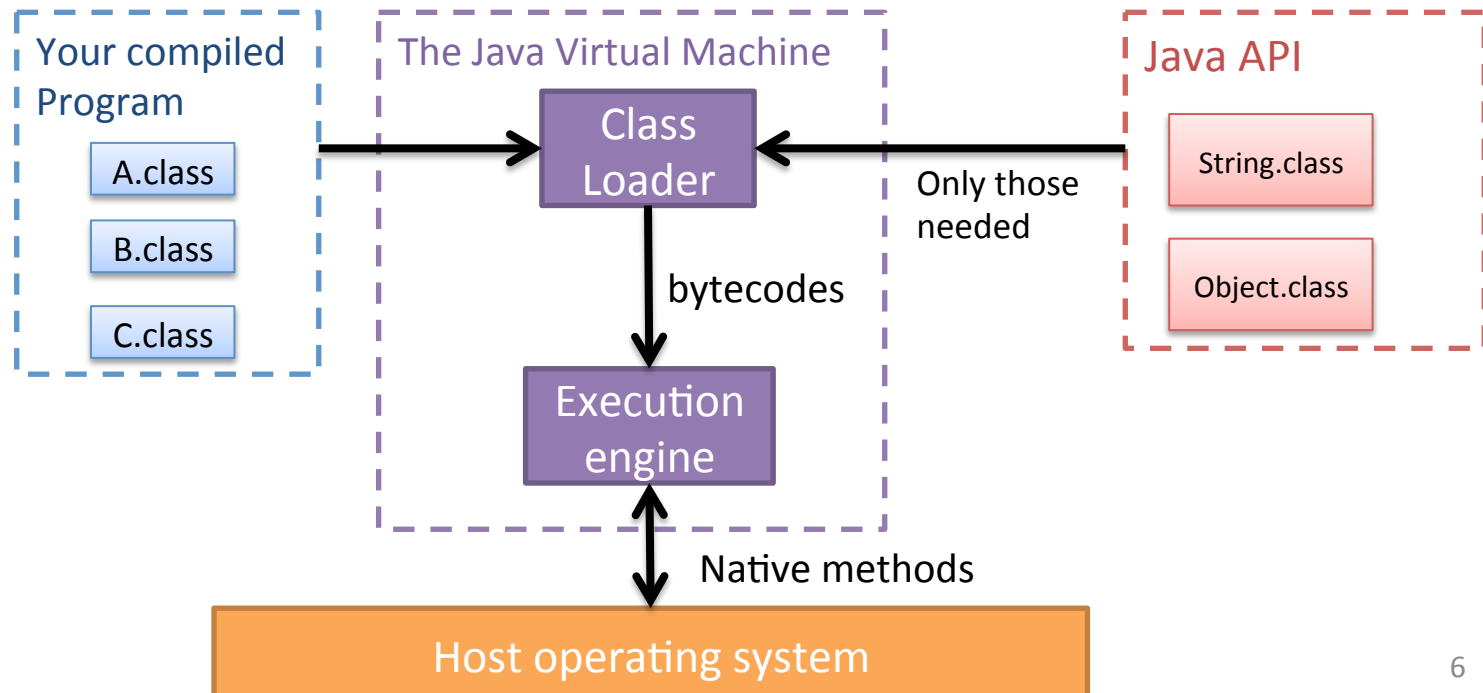 Your compiled
Program
A.class
B.class
C.class
The Java Virtual Machine
Class
Loader
bytecodes
Execution
engine
Only those
needed
Java API
String.class
Object.class
Native methods
Host operating system
6